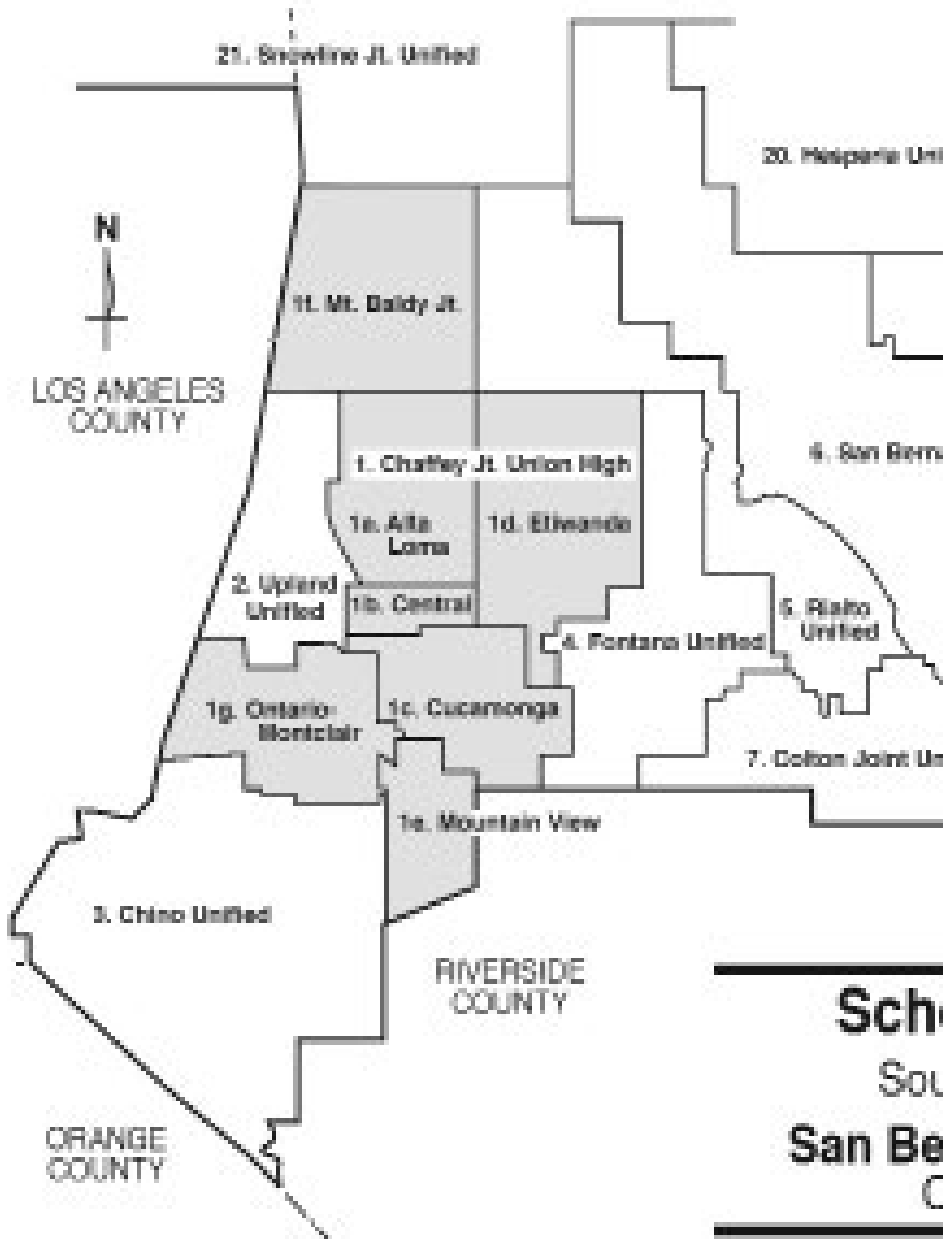 21. Snowline Jt. Unified
20. Hesperia Uni
N
1f. Mt. Baldy Jt.
LOS ANGELES
COUNTY
6. San Berna
1. Chaffey Jt. Union High
1a. Alta
Loma
1d. Etiwanda
2. Upland
Unified
1b. Central
5. Rialto
Unified
4. Fontana Unified
1g. Ontario-
Montclair
1c. Cucamonga
7. Colton Joint Un
1e. Mountain View
3. Chino Unified
RIVERSIDE
COUNTY
Scho
Sou
San Be
C
ORANGE
COUNTY